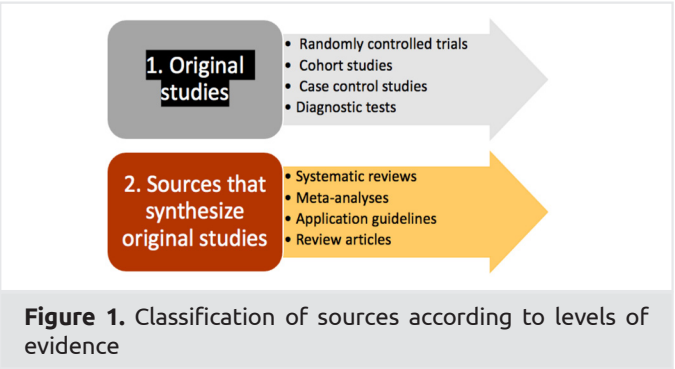 1. Original
studies
• Randomly controlled trials
• Cohort studies
• Case control studies
• Diagnostic tests
2. Sources that
synthesize
original studies
• Systematic reviews
• Meta-analyses
• Application guidelines
• Review articles
Figure 1. Classification of sources according to levels of
evidence